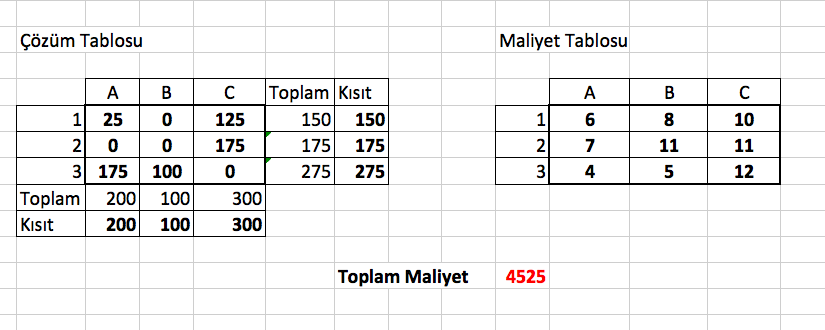 Çözüm Tablosu Maliyet Tablosu
A B C Toplam Kısıt A B C
1 25 0 125 150 150 1 6 8 10
2 0 0 175 175 175 2 7 11 11
3 175 100 0 275 275 3 4 5 12
Toplam 200 100 300
Kısıt 200 100 300
Toplam Maliyet 4525